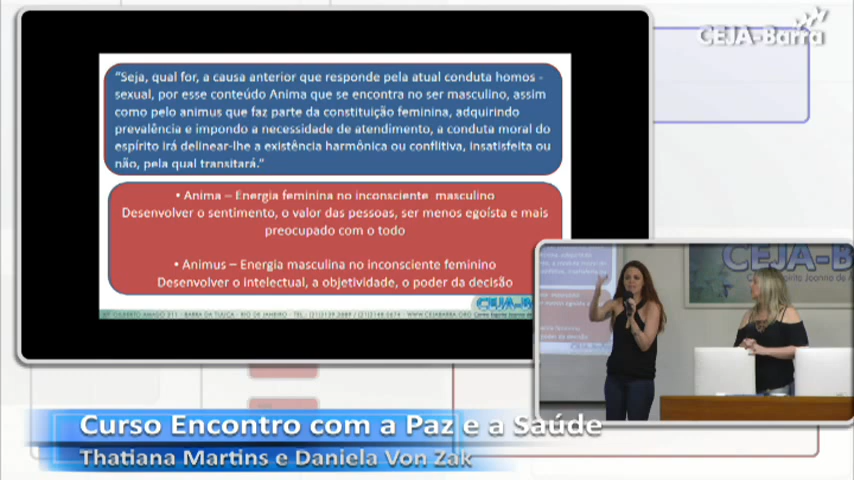 CEJA-Barra
"Seja, qual for, a causa anterior que responde pela atual conduta homos -
sexual, por esse conteúdo Anima que se encontra no ser masculino, assim
como pelo animus que faz parte da constituição feminina, adquirindo
prevalência e impondo a necessidade de atendimento, a conduta moral do
espírito irá delinear-lhe a existência harmônica ou conflitiva, insatisfeita ou
não, pela qual transitará."
• Anima – Energia feminina no inconsciente masculino
Desenvolver o sentimento, o valor das pessoas, ser menos egoísta e mais
preocupado com o todo
• Animus – Energia masculina no inconsciente feminino
Desenvolver o intelectual, a objetividade, o poder da decisão
CEJA-B
CEJA-BA
Curso Encontro com a Paz e a Saúde
Thatiana Martins e Daniela Von Zak